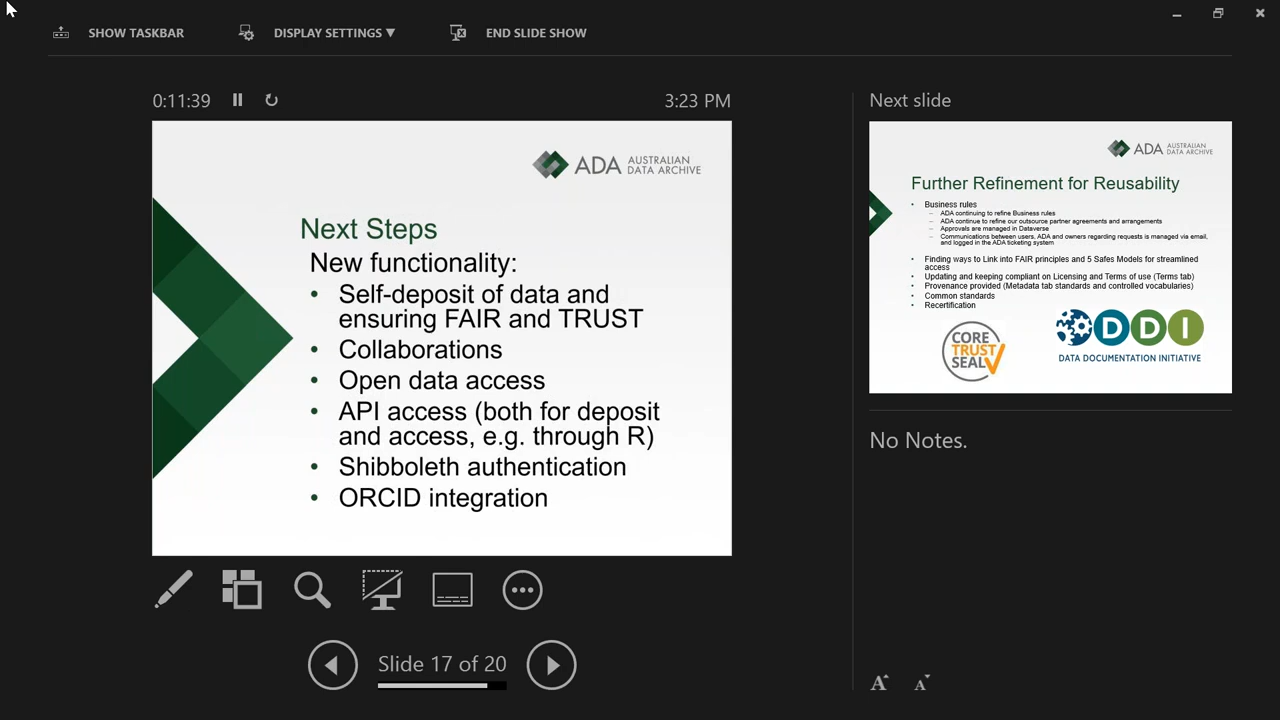 SHOW TASKBAR
DISPLAY SETTINGS ▼
END SLIDE SHOW
0:11:39
3:23 PM
ADA AUSTRALIAN
DATA ARCHIVE
Next Steps
New functionality:
• Self-deposit of data and
ensuring FAIR and TRUST
• Collaborations
• Open data access
• API access (both for deposit
and access, e.g. through R)
• Shibboleth authentication
• ORCID integration
Slide 17 of 20
Next slide
ADA AUSTRALIAN
DATA ARCHIVE
Further Refinement for Reusability
• Business rules
– ADA continuing to refine Business rules
– ADA continue to refine our outsource partner agreements and arrangements
– Approvals are managed in Dataverse
– Communications between users, ADA and owners regarding requests is managed via email,
and logged in the ADA ticketing system
• Finding ways to Link into FAIR principles and 5 Safes Models for streamlined
access
• Updating and keeping compliant on Licensing and Terms of use (Terms tab)
• Provenance provided (Metadata tab standards and controlled vocabularies)
• Common standards
• Recertification
CORE
TRUST
SEAL
DDI
DATA DOCUMENTATION INITIATIVE
No Notes.
A A